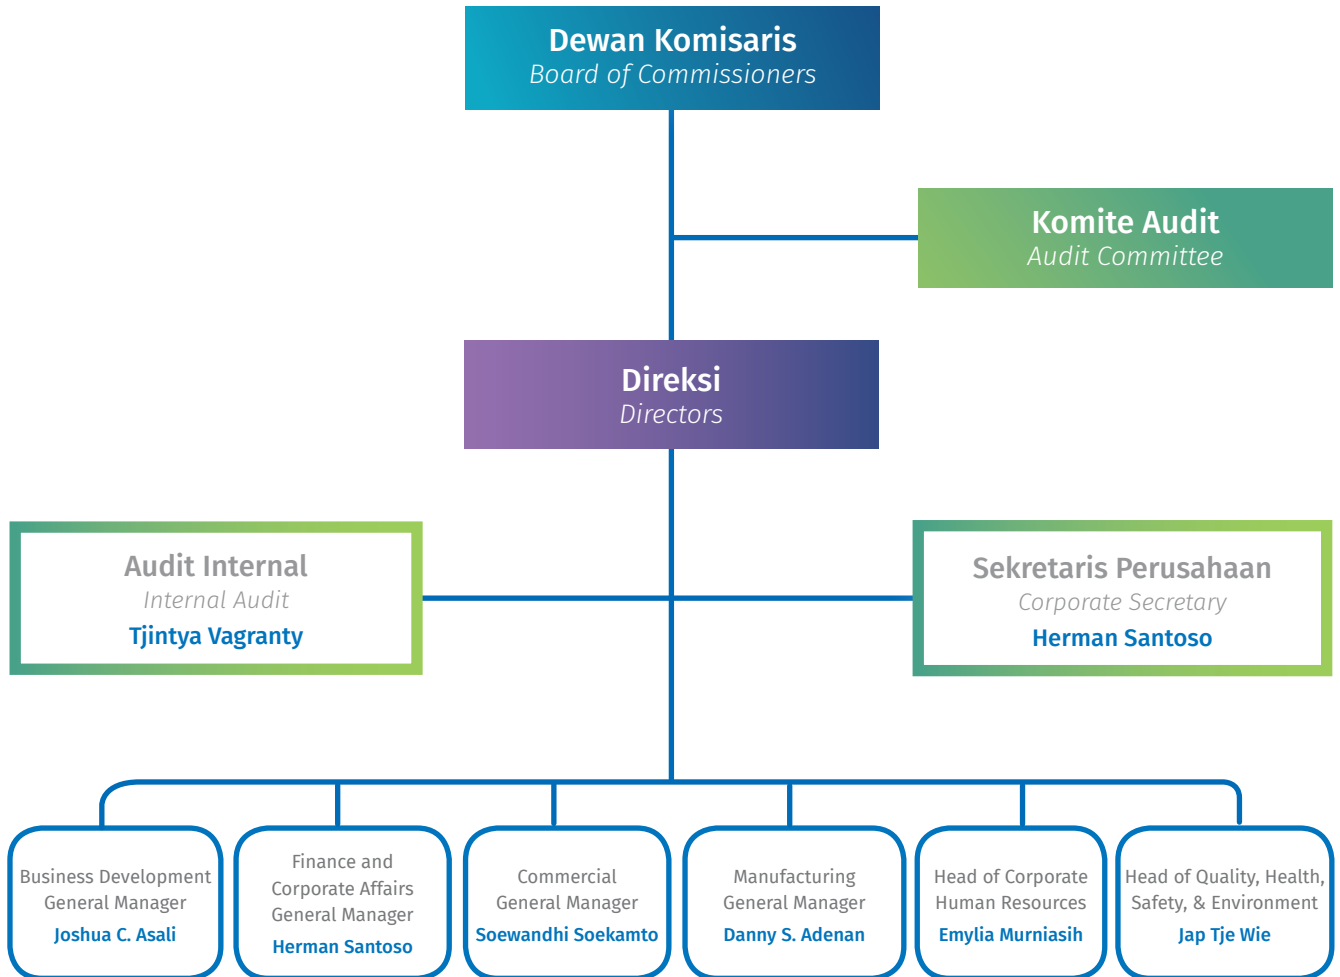 Dewan Komisaris
Board of Commissioners
Komite Audit
Audit Committee
Direksi
Directors
Audit Internal
Internal Audit
Tjintya Vagranty
Sekretaris Perusahaan
Corporate Secretary
Herman Santoso
Business Development
General Manager
Joshua C. Asali
Finance and
Corporate Affairs
General Manager
Herman Santoso
Commercial
General Manager
Soewandhi Soekamto
Manufacturing
General Manager
Danny S. Adenan
Head of Corporate
Human Resources
Emylia Murniasih
Head of Quality, Health,
Safety, & Environment
Jap Tje Wie